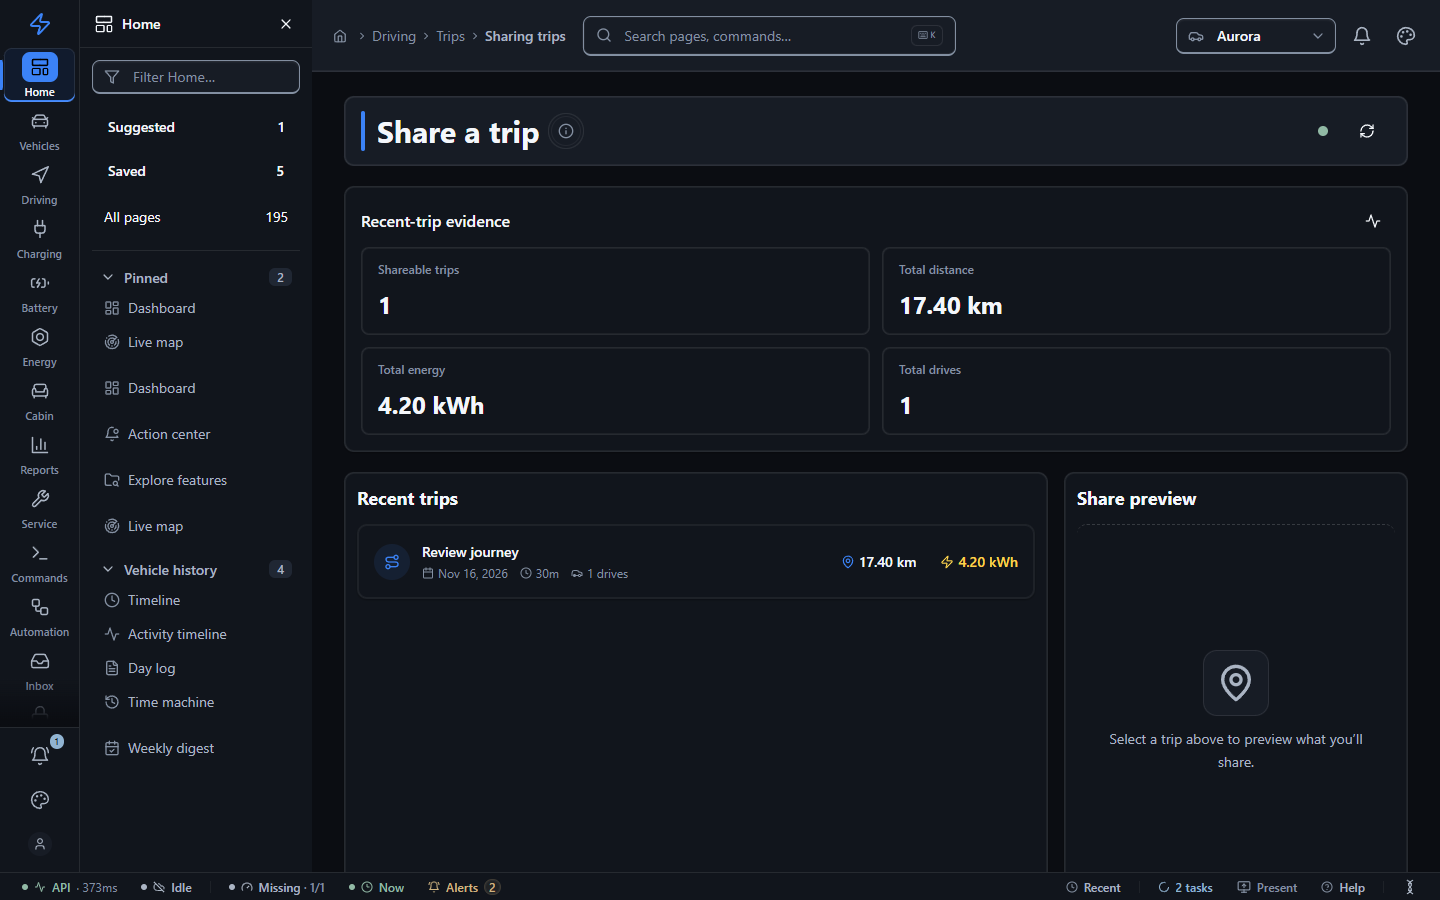 Home
Vehicles
Driving
Charging
Battery
Energy
Cabin
Reports
Service
Commands
Automation
Inbox
1
Home
Filter Home...
Suggested 1
Saved 5
All pages 195
Pinned 2
Dashboard
Live map
Dashboard
Action center
Explore features
Live map
Vehicle history 4
Timeline
Activity timeline
Day log
Time machine
Weekly digest
Driving Trips Sharing trips
Search pages, commands... K
Aurora
Share a trip
Recent-trip evidence
Shareable trips
1
Total distance
17.40 km
Total energy
4.20 kWh
Total drives
1
Recent trips
Review journey
Nov 16, 2026 30m 1 drives
17.40 km 4.20 kWh
Share preview
Select a trip above to preview what you'll
share.
API · 373ms Idle Missing · 1/1 Now Alerts 2 Recent 2 tasks Present Help